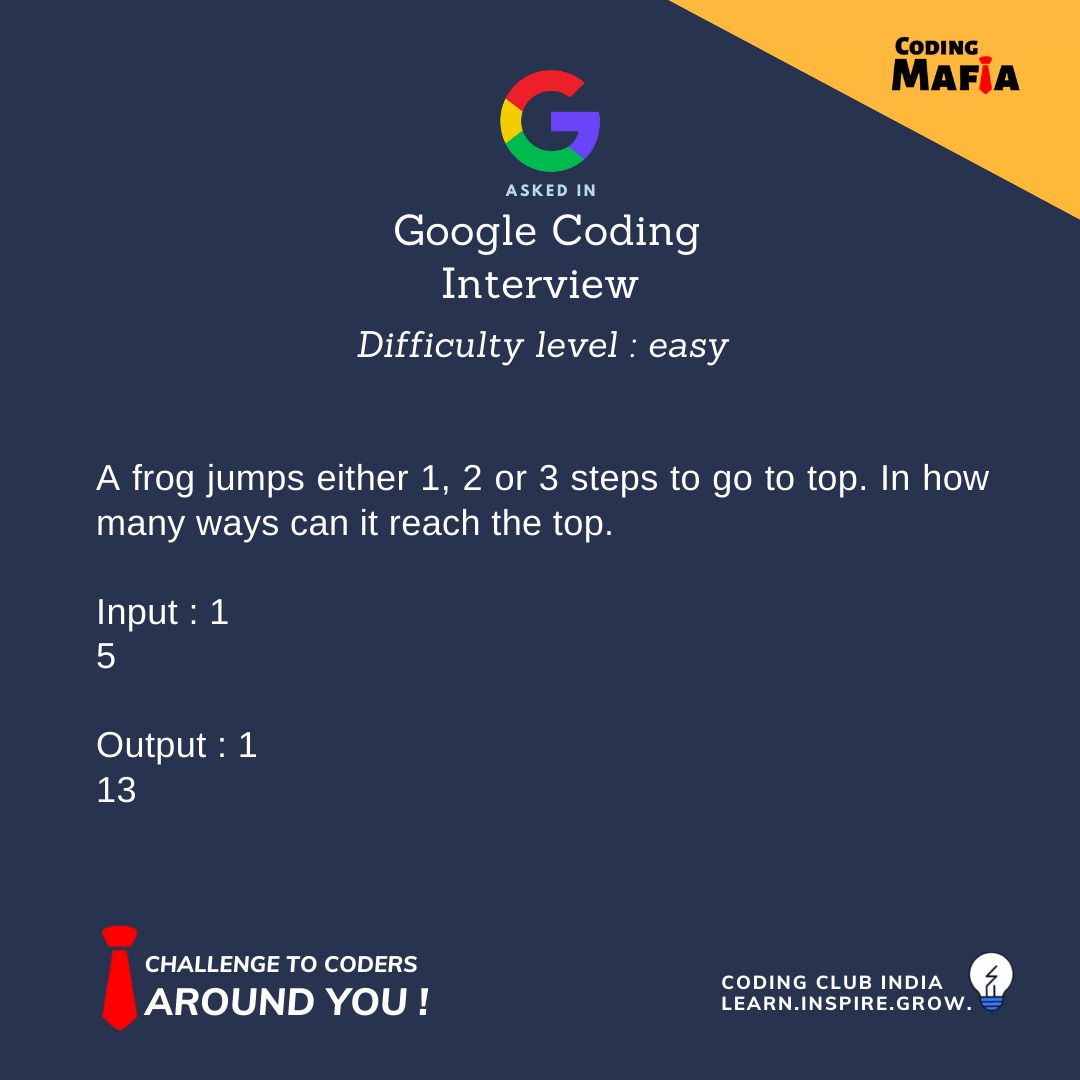 CODING
MAFIA
ASKED IN
Google Coding
Interview
Difficulty level : easy
A frog jumps either 1, 2 or 3 steps to go to top. In how
many ways can it reach the top.
Input : 1
5
Output : 1
13
CHALLENGE TO CODERS
AROUND YOU !
CODING CLUB INDIA
LEARN.INSPIRE.GROW.